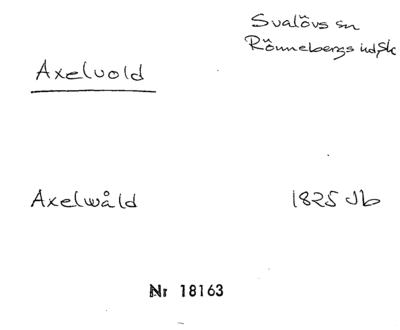 Svalövs sn
Rönnebergs hd Sk
Axelvold
Axelwåld 1825 Jb
Nr 18163